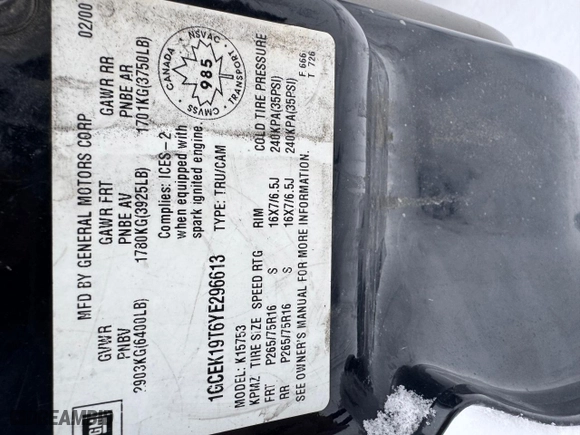 MFD BY GENERAL MOTORS CORP 02/00
GVWR GAWR FRT GAWR RR
PNBV PNBE AV PNBE AR
2903KG(6400LB) 1780KG(3925LB) 1701KG(3750LB)
Complies: ICES-2
when equipped with
spark ignited engine.
CANADA NSVAC
985
CMVSS TRANSPORT
1GCEK19T6YE296613 TYPE: TRU/CAM
MODEL: K15753
KPMZ TIRE SIZE SPEED RTG RIM COLD TIRE PRESSURE
FRT P265/75R16 S 16X7/6.5J 240KPA(35PSI)
RR P265/75R16 S 16X7/6.5J 240KPA(35PSI)
SEE OWNER'S MANUAL FOR MORE INFORMATION.
F 666
T 726